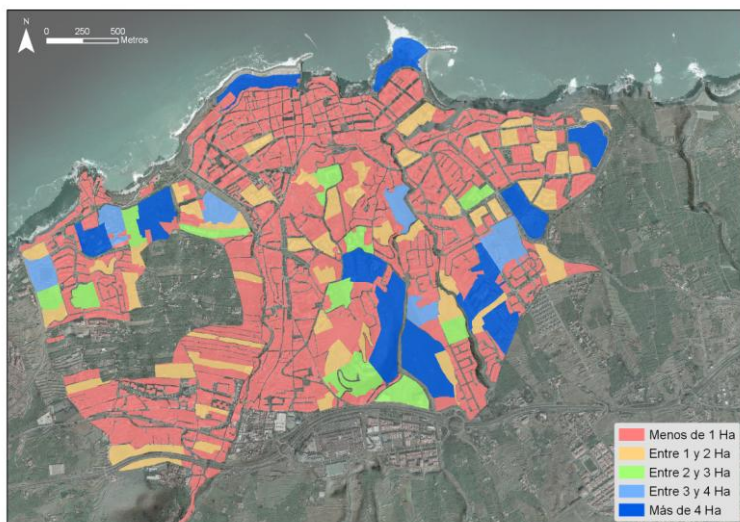 N
0 250 500
Metros
Menos de 1 Ha
Entre 1 y 2 Ha
Entre 2 y 3 Ha
Entre 3 y 4 Ha
Más de 4 Ha